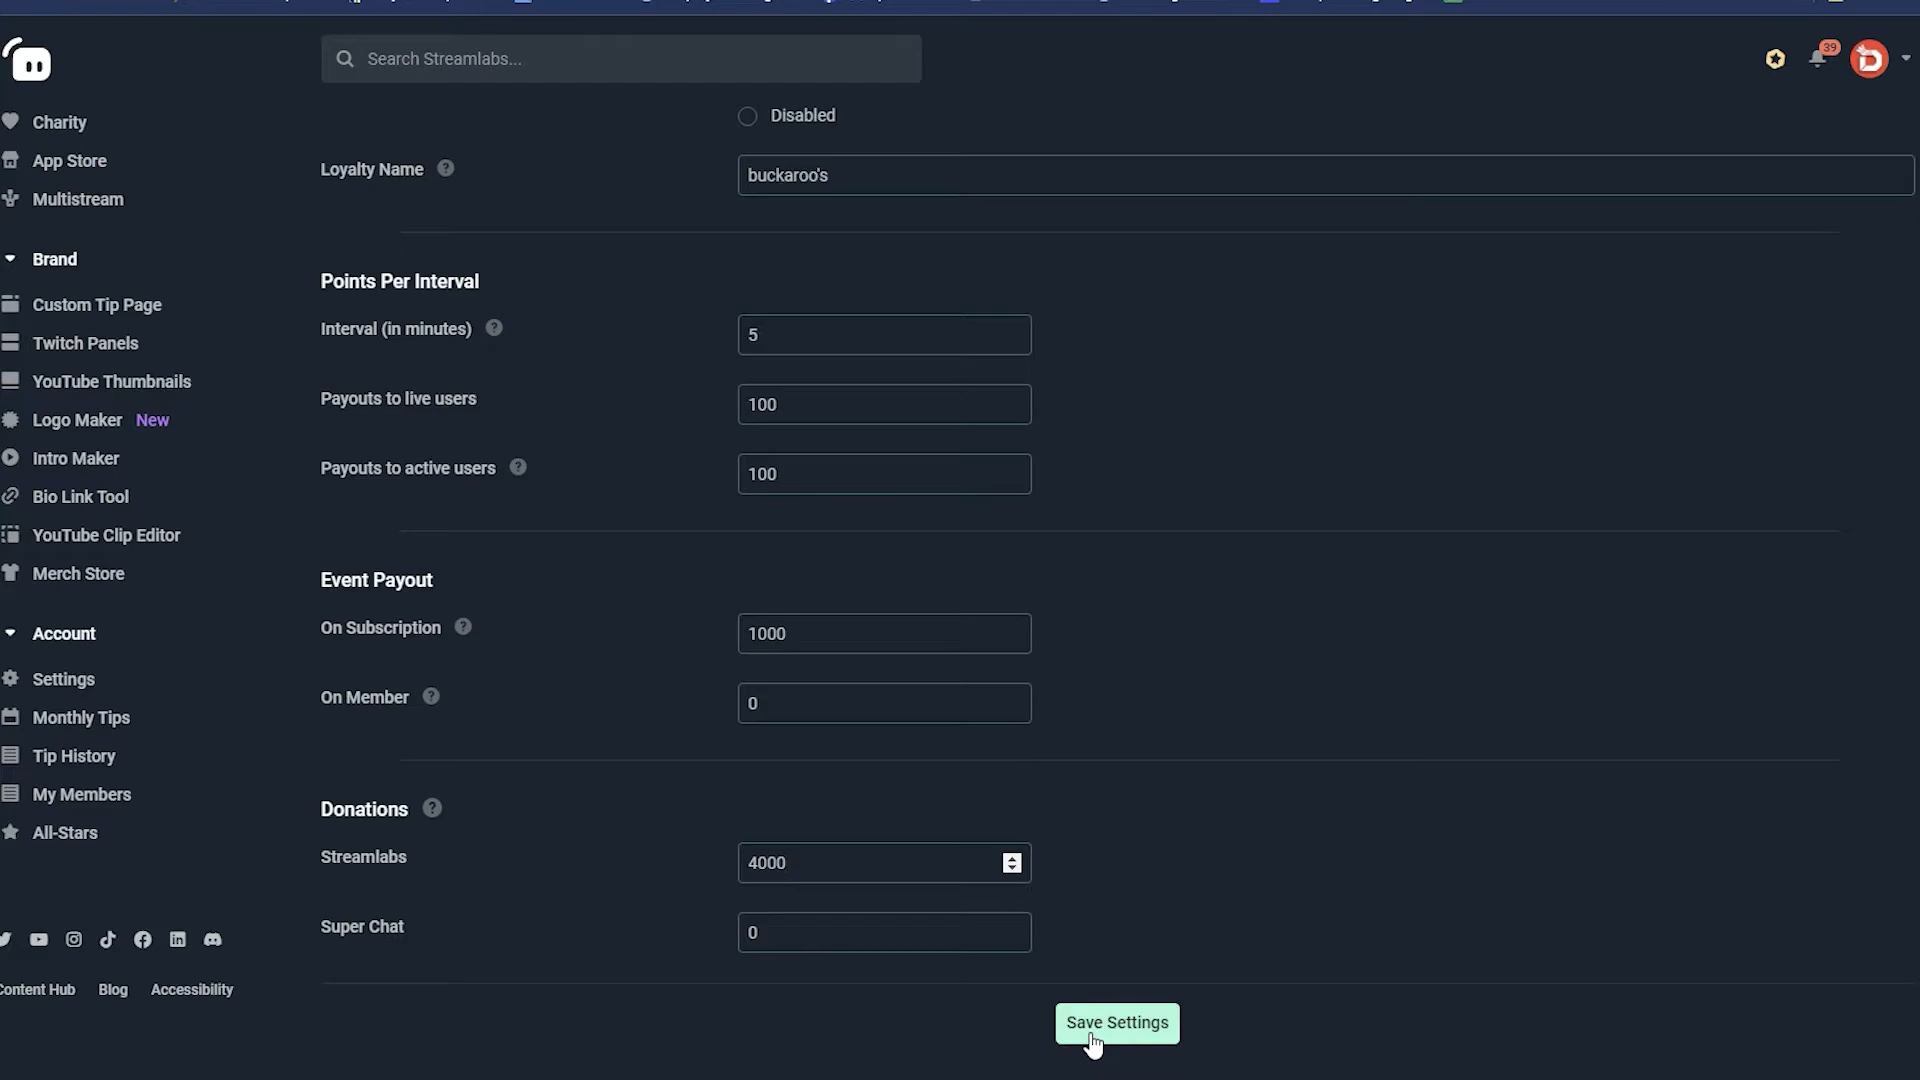 Search Streamlabs...
39
Charity
App Store
Multistream
Brand
Custom Tip Page
Twitch Panels
YouTube Thumbnails
Logo Maker New
Intro Maker
Bio Link Tool
YouTube Clip Editor
Merch Store
Account
Settings
Monthly Tips
Tip History
My Members
All-Stars
Content Hub Blog Accessibility
Disabled
Loyalty Name ?
buckaroo's
Points Per Interval
Interval (in minutes) ?
5
Payouts to live users
100
Payouts to active users ?
100
Event Payout
On Subscription ?
1000
On Member ?
0
Donations ?
Streamlabs
4000
Super Chat
0
Save Settings